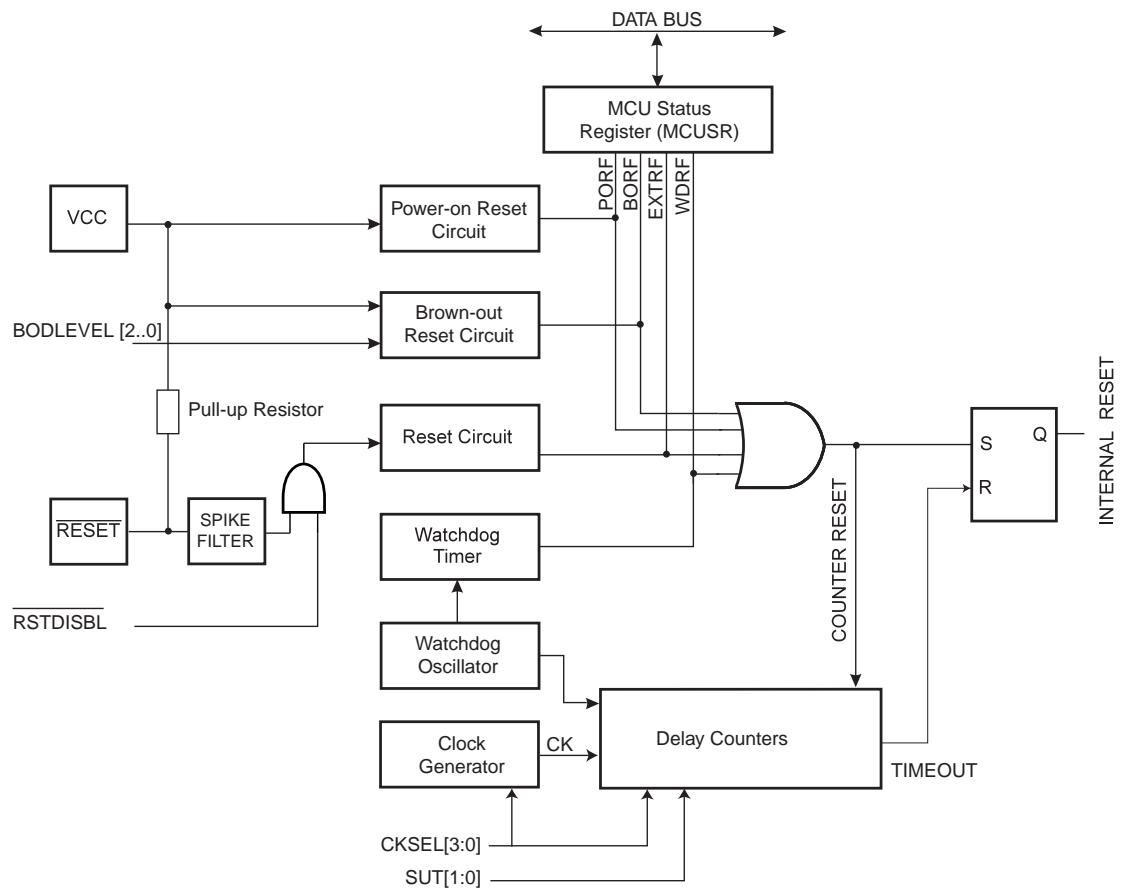 DATA BUS
MCU Status
Register (MCUSR)
PORF
BORF
EXTRF
WDRF
VCC
Power-on Reset
Circuit
BODLEVEL [2..0]
Brown-out
Reset Circuit
Pull-up Resistor
Reset Circuit
S
Q
R
INTERNAL RESET
RESET
SPIKE
FILTER
Watchdog
Timer
COUNTER RESET
RSTDISBL
Watchdog
Oscillator
Clock
Generator
CK
Delay Counters
TIMEOUT
CKSEL[3:0]
SUT[1:0]